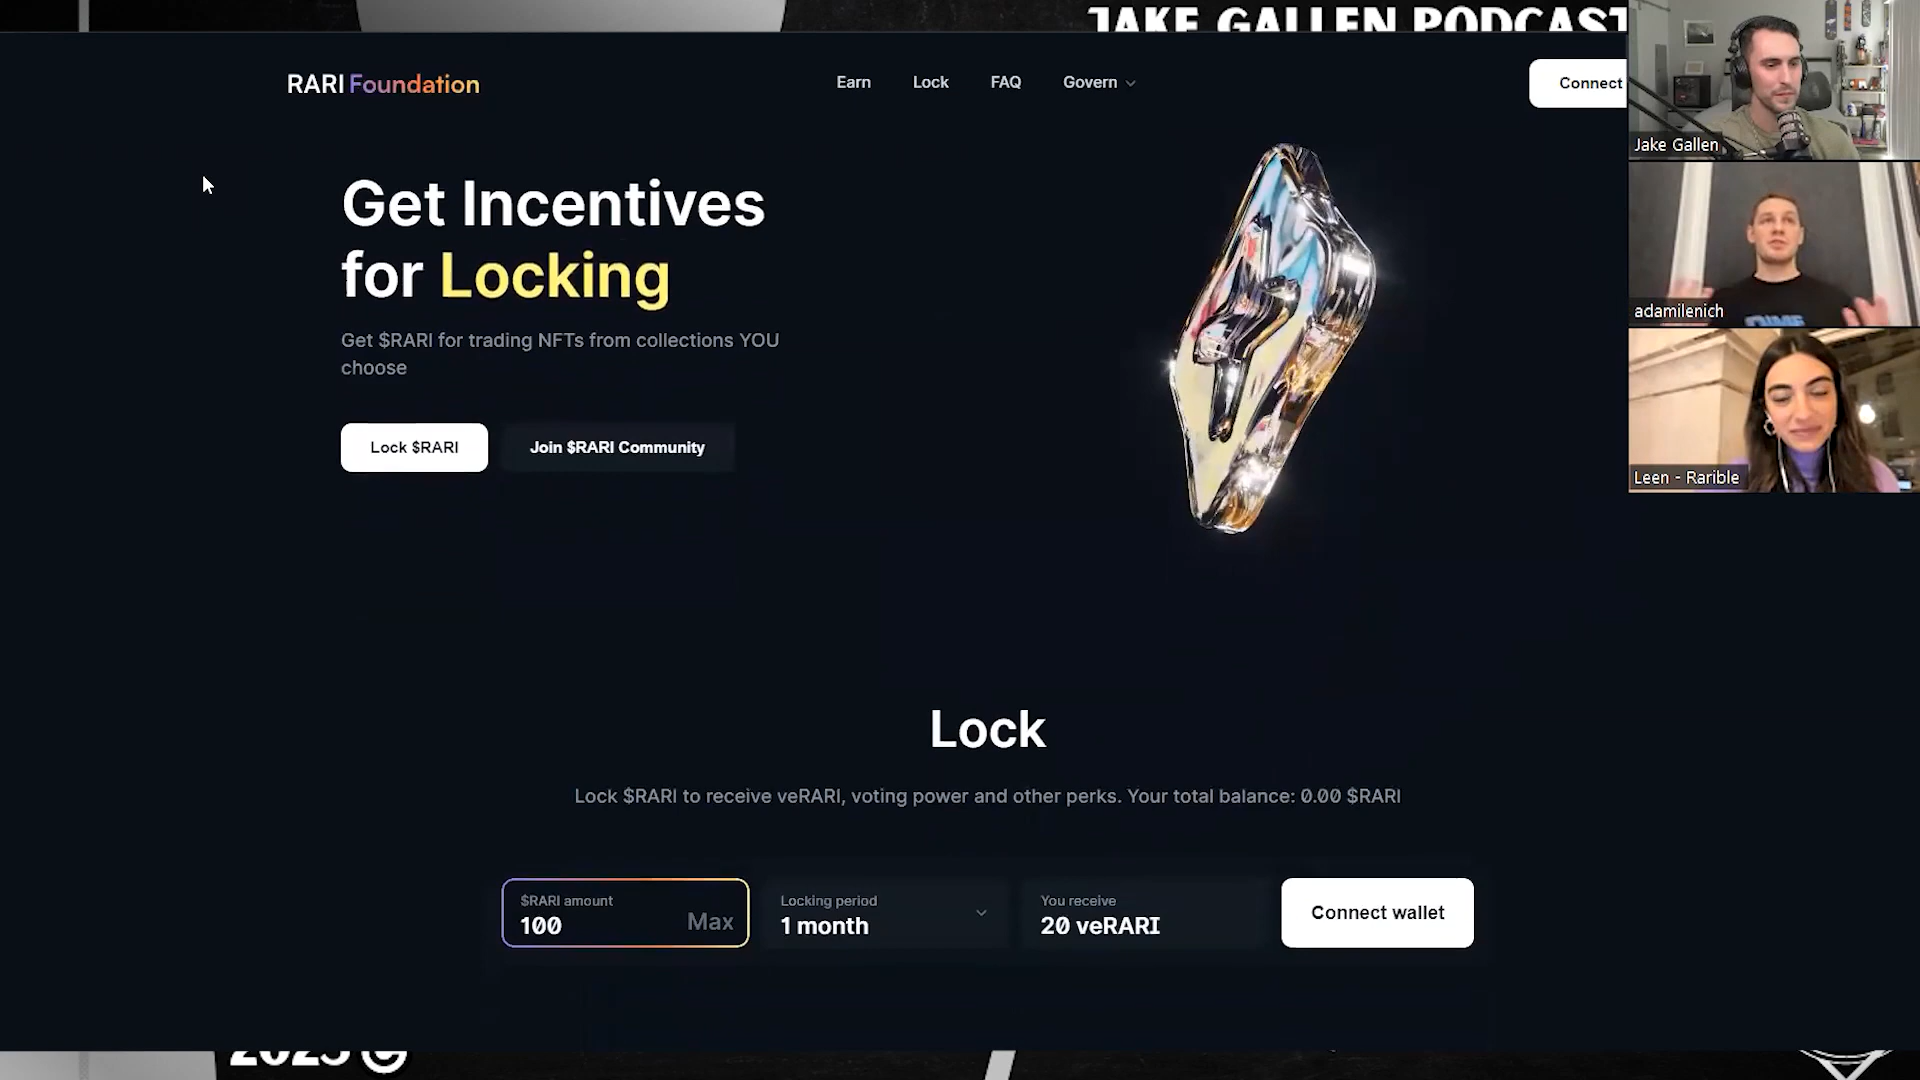 JAKE GALLEN PODCAST
RARI Foundation
Earn
Lock
FAQ
Govern
Connect
Jake Gallen
Get Incentives
for Locking
Get $RARI for trading NFTs from collections YOU
choose
Lock $RARI
Join $RARI Community
adamilenich
Leen - Rarible
Lock
Lock $RARI to receive veRARI, voting power and other perks. Your total balance: 0.00 $RARI
$RARI amount
100
Max
Locking period
1 month
You receive
20 veRARI
Connect wallet
2023 ©